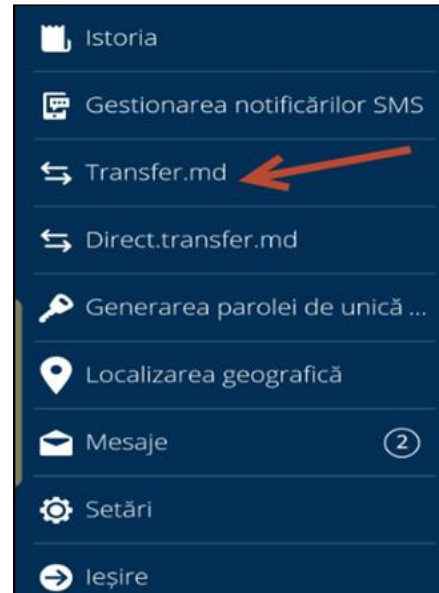 Istoria
Gestionarea notificărilor SMS
Transfer.md
Direct.transfer.md
Generarea parolei de unică ...
Localizarea geografică
Mesaje 2
Setări
Ieșire